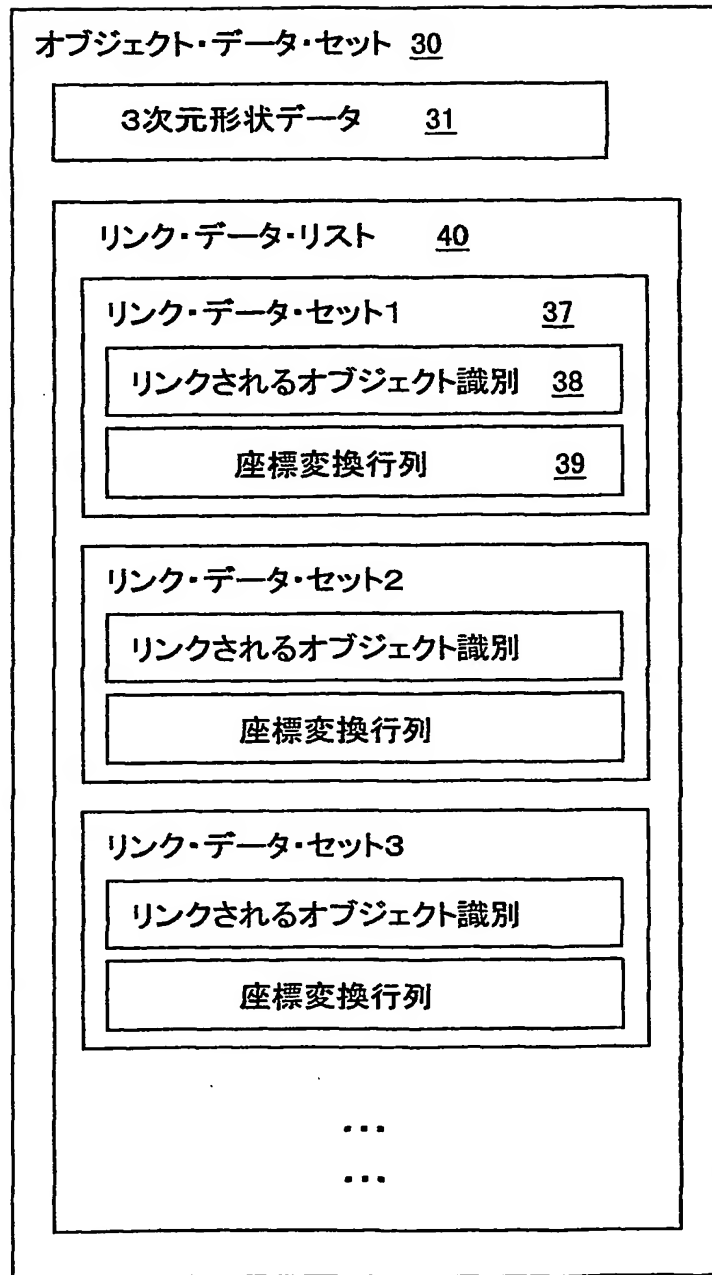 オブジェクト・データ・セット 30
3次元形状データ 31
リンク・データ・リスト 40
リンク・データ・セット1 37
リンクされるオブジェクト識別 38
座標変換行列 39
リンク・データ・セット2
リンクされるオブジェクト識別
座標変換行列
リンク・データ・セット3
リンクされるオブジェクト識別
座標変換行列
...
...